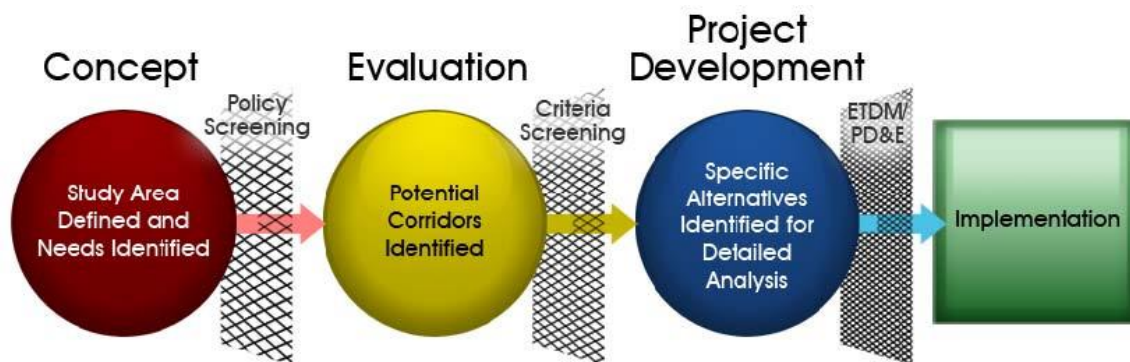 Concept
Policy
Screening
Study Area
Defined and
Needs Identified
Evaluation
Criteria
Screening
Potential
Corridors
Identified
Project
Development
ETDM/
PD&E
Specific
Alternatives
Identified for
Detailed
Analysis
Implementation